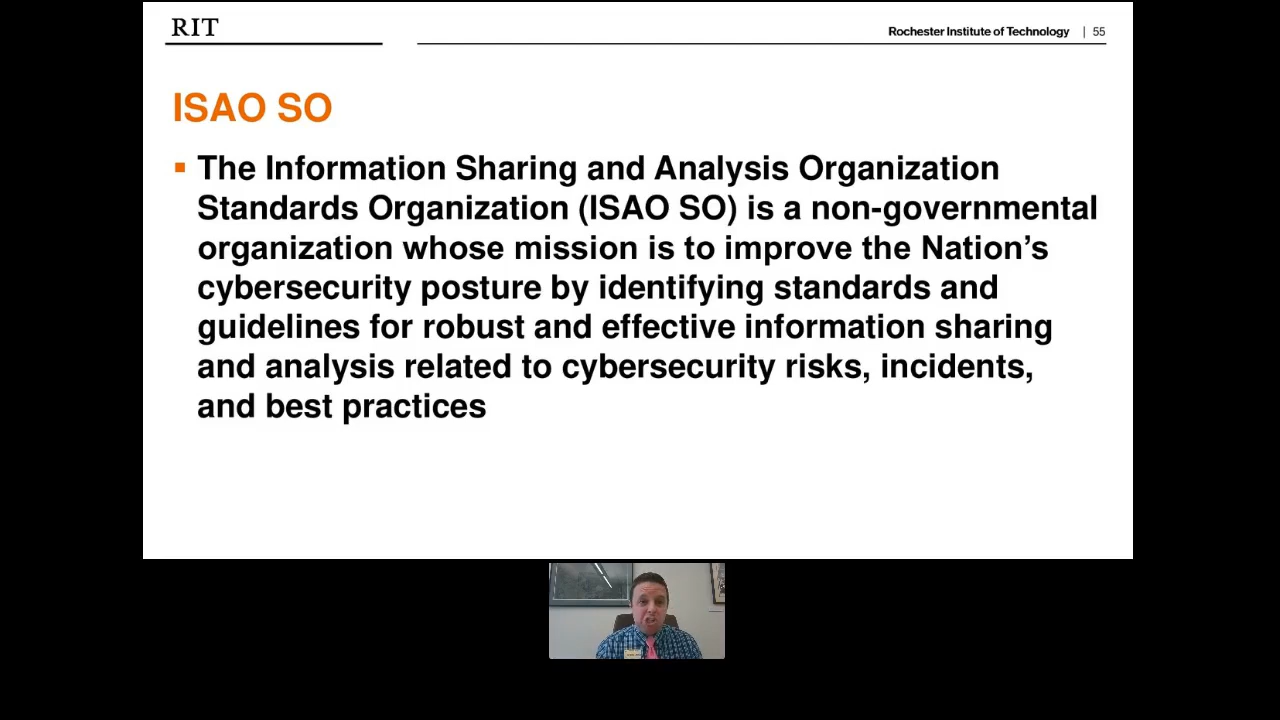 RIT
Rochester Institute of Technology | 55
ISAO SO
▪ The Information Sharing and Analysis Organization
Standards Organization (ISAO SO) is a non-governmental
organization whose mission is to improve the Nation’s
cybersecurity posture by identifying standards and
guidelines for robust and effective information sharing
and analysis related to cybersecurity risks, incidents,
and best practices